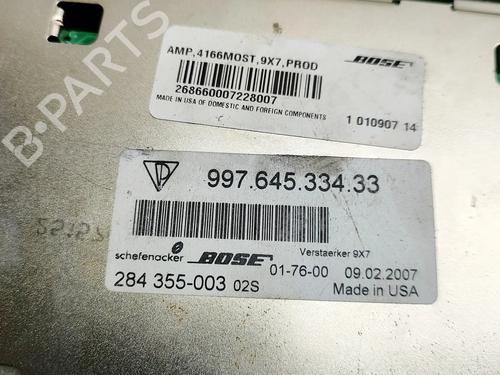 AMP,4166MOST,9X7,PROD
BOSE
268660007228007
MADE IN USA OF DOMESTIC AND FOREIGN COMPONENTS
1 010907 14
997.645.334.33
schefenacker BOSE
Verstaerker 9X7
01-76-00 09.02.2007
284 355-003 02S
Made in USA
B-PARTS